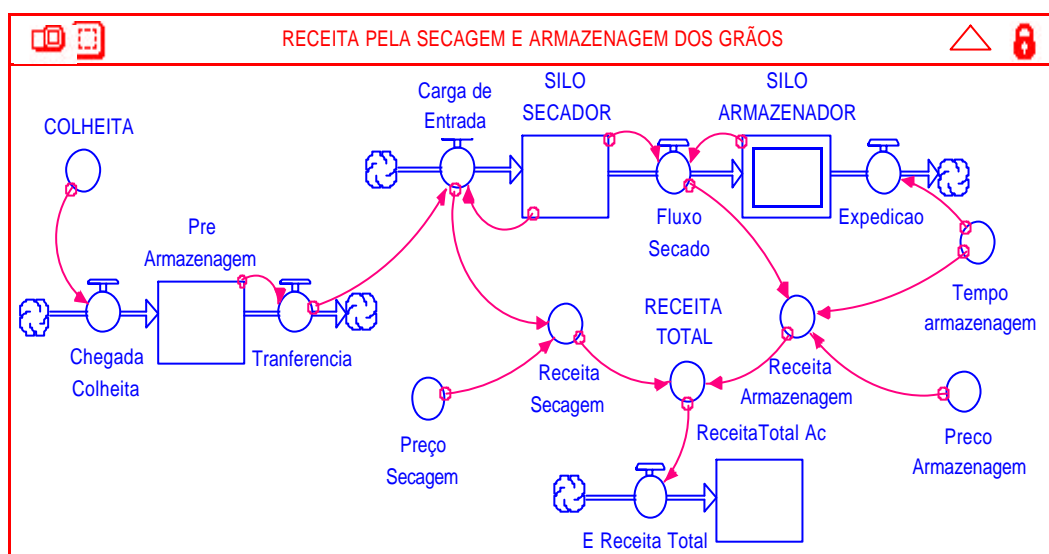 RECEITA PELA SECAGEM E ARMAZENAGEM DOS GRÃOS
COLHEITA
Carga de
Entrada
SILO
SECADOR
SILO
ARMAZENADOR
Pre
Armazenagem
Fluxo
Secado
Expedicao
Chegada
Colheita
Tranferencia
RECEITA
TOTAL
Tempo
armazenagem
Receita
Secagem
Receita
Armazenagem
Preço
Secagem
ReceitaTotal Ac
Preco
Armazenagem
E Receita Total